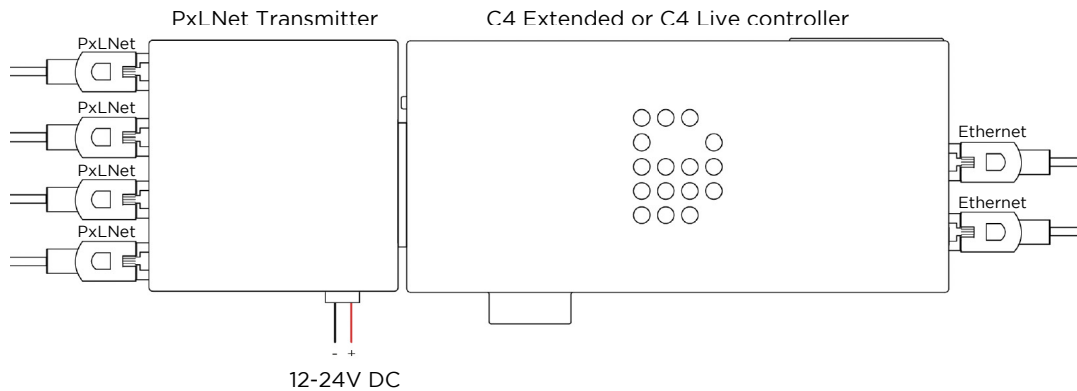 PxLNet Transmitter
C4 Extended or C4 Live controller
PxLNet
PxLNet
PxLNet
PxLNet
Ethernet
Ethernet
- +
12-24V DC